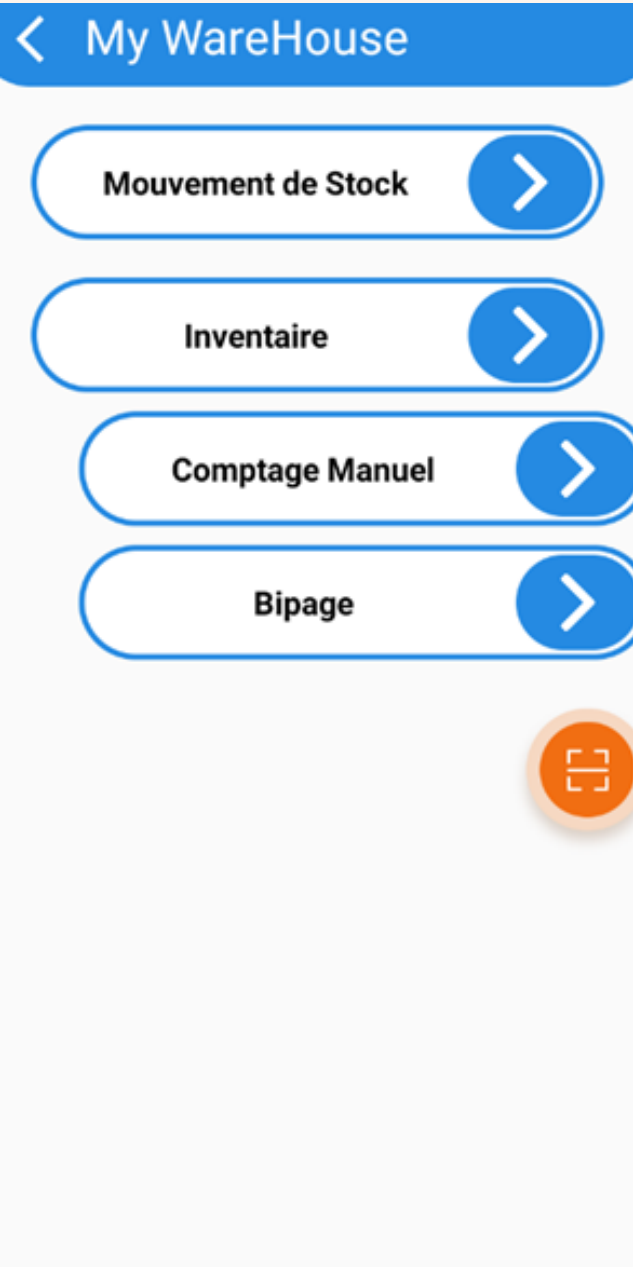 My WareHouse
Mouvement de Stock
Inventaire
Comptage Manuel
Bipage